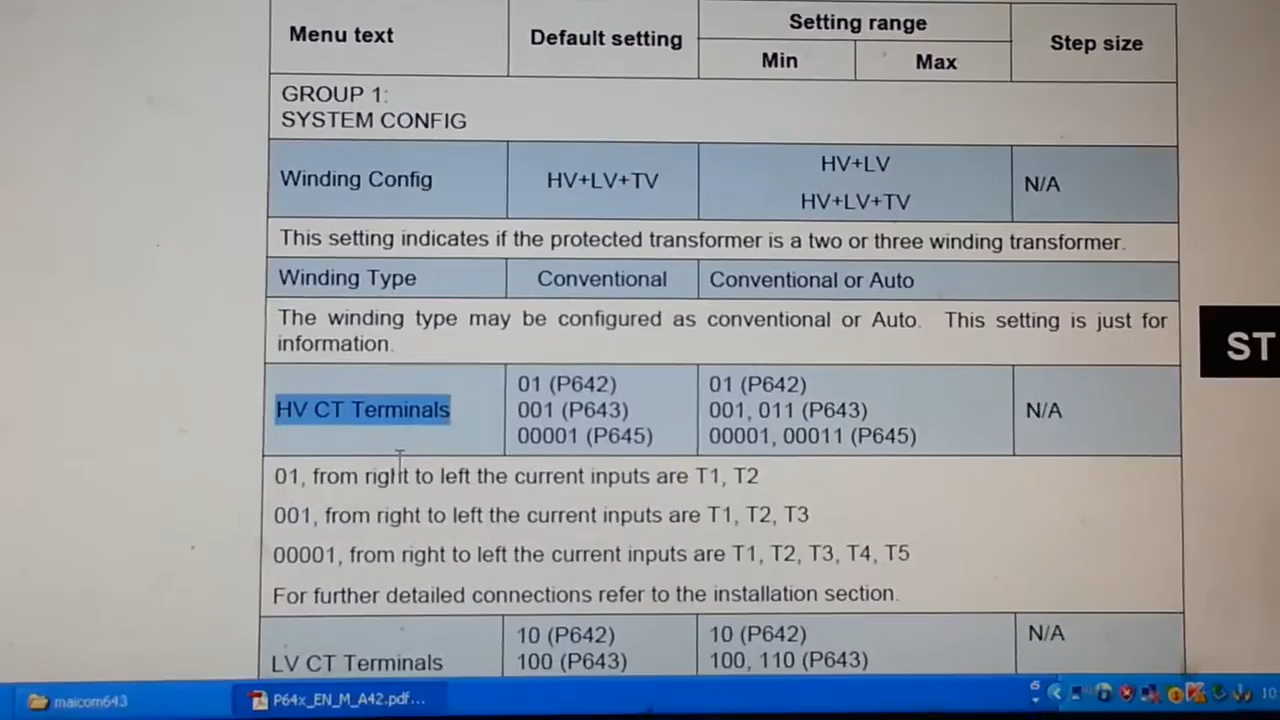 Menu text
Default setting
Setting range
Step size
Min
Max
GROUP 1:
SYSTEM CONFIG
Winding Config
HV+LV+TV
HV+LV
HV+LV+TV
N/A
This setting indicates if the protected transformer is a two or three winding transformer.
Winding Type
Conventional
Conventional or Auto
The winding type may be configured as conventional or Auto. This setting is just for
information.
HV CT Terminals
01 (P642)
001 (P643)
00001 (P645)
01 (P642)
001, 011 (P643)
00001, 00011 (P645)
N/A
01, from right to left the current inputs are T1, T2
001, from right to left the current inputs are T1, T2, T3
00001, from right to left the current inputs are T1, T2, T3, T4, T5
For further detailed connections refer to the installation section.
LV CT Terminals
10 (P642)
100 (P643)
10 (P642)
100, 110 (P643)
N/A
ST
maicom643
P64x_EN_M_A42.pdf...
10